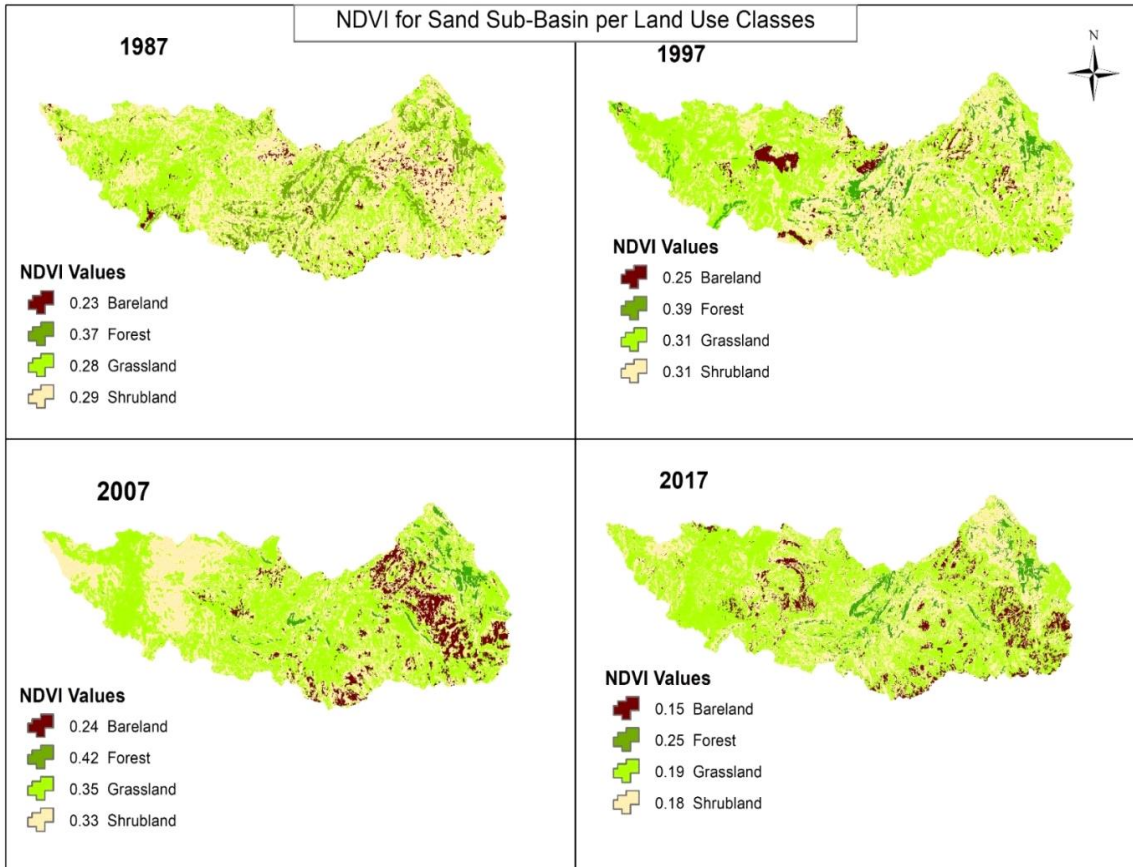 NDVI for Sand Sub-Basin per Land Use Classes
1987
NDVI Values
0.23 Bareland
0.37 Forest
0.28 Grassland
0.29 Shrubland
1997
N
NDVI Values
0.25 Bareland
0.39 Forest
0.31 Grassland
0.31 Shrubland
2007
NDVI Values
0.24 Bareland
0.42 Forest
0.35 Grassland
0.33 Shrubland
2017
NDVI Values
0.15 Bareland
0.25 Forest
0.19 Grassland
0.18 Shrubland